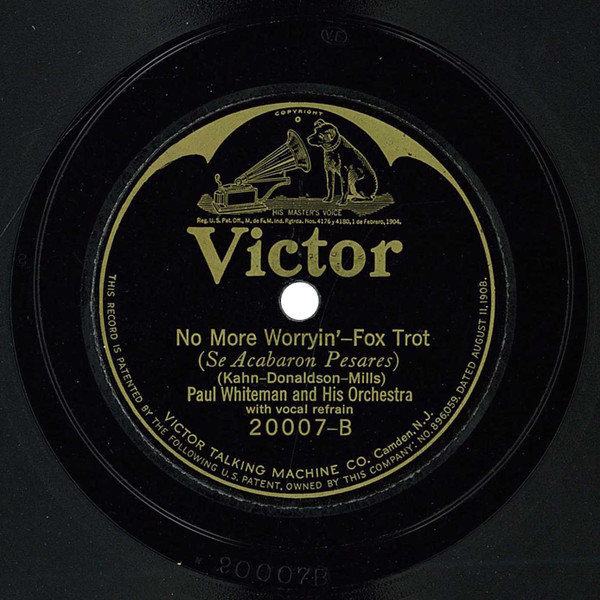 V.E.
COPYRIGHT
HIS MASTER'S VOICE
Reg. U.S. Pat. Off., M. de F. M. Ind. Rgtrda. Nos. 4176 y 4180, 1 de Febrero, 1904.
Victor
No More Worryin'–Fox Trot
(Se Acabaron Pesares)
(Kahn–Donaldson–Mills)
Paul Whiteman and His Orchestra
with vocal refrain
20007–B
VICTOR TALKING MACHINE CO. Camden, N.J.
THIS RECORD IS PATENTED BY THE FOLLOWING U.S. PATENT, OWNED BY THIS COMPANY: NO. 896,059, DATED AUGUST 11, 1908.
20007B